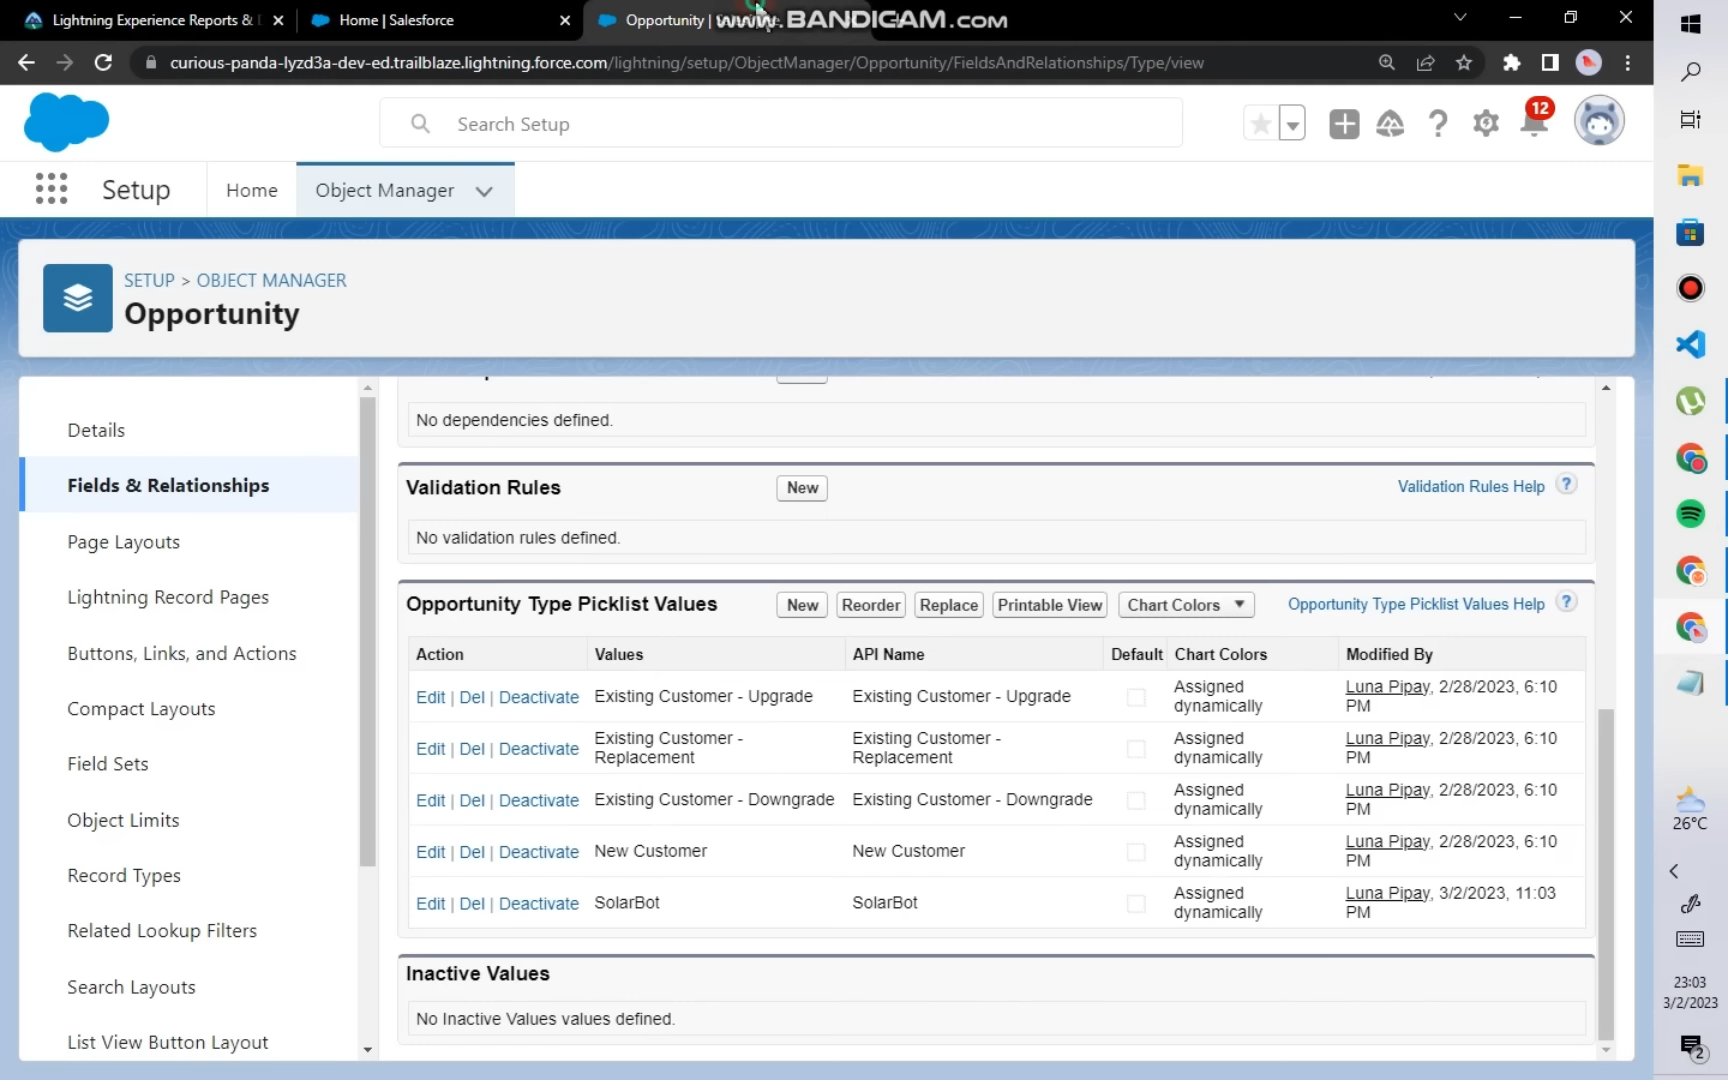 Lightning Experience Reports &
Home | Salesforce
Opportunity |
www.BANDICAM.com
curious-panda-lyzd3a-dev-ed.trailblaze.lightning.force.com/lightning/setup/ObjectManager/Opportunity/FieldsAndRelationships/Type/view
Search Setup
12
Setup
Home
Object Manager
SETUP > OBJECT MANAGER
Opportunity
Details
Fields & Relationships
Page Layouts
Lightning Record Pages
Buttons, Links, and Actions
Compact Layouts
Field Sets
Object Limits
Record Types
Related Lookup Filters
Search Layouts
List View Button Layout
No dependencies defined.
Validation Rules New Validation Rules Help ?
No validation rules defined.
Opportunity Type Picklist Values New Reorder Replace Printable View Chart Colors Opportunity Type Picklist Values Help ?
Action Values API Name Default Chart Colors Modified By
Edit | Del | Deactivate Existing Customer - Upgrade Existing Customer - Upgrade Assigned dynamically Luna Pipay, 2/28/2023, 6:10 PM
Edit | Del | Deactivate Existing Customer - Replacement Existing Customer - Replacement Assigned dynamically Luna Pipay, 2/28/2023, 6:10 PM
Edit | Del | Deactivate Existing Customer - Downgrade Existing Customer - Downgrade Assigned dynamically Luna Pipay, 2/28/2023, 6:10 PM
Edit | Del | Deactivate New Customer New Customer Assigned dynamically Luna Pipay, 2/28/2023, 6:10 PM
Edit | Del | Deactivate SolarBot SolarBot Assigned dynamically Luna Pipay, 3/2/2023, 11:03 PM
Inactive Values
No Inactive Values values defined.
26°C
23:03
3/2/2023
2